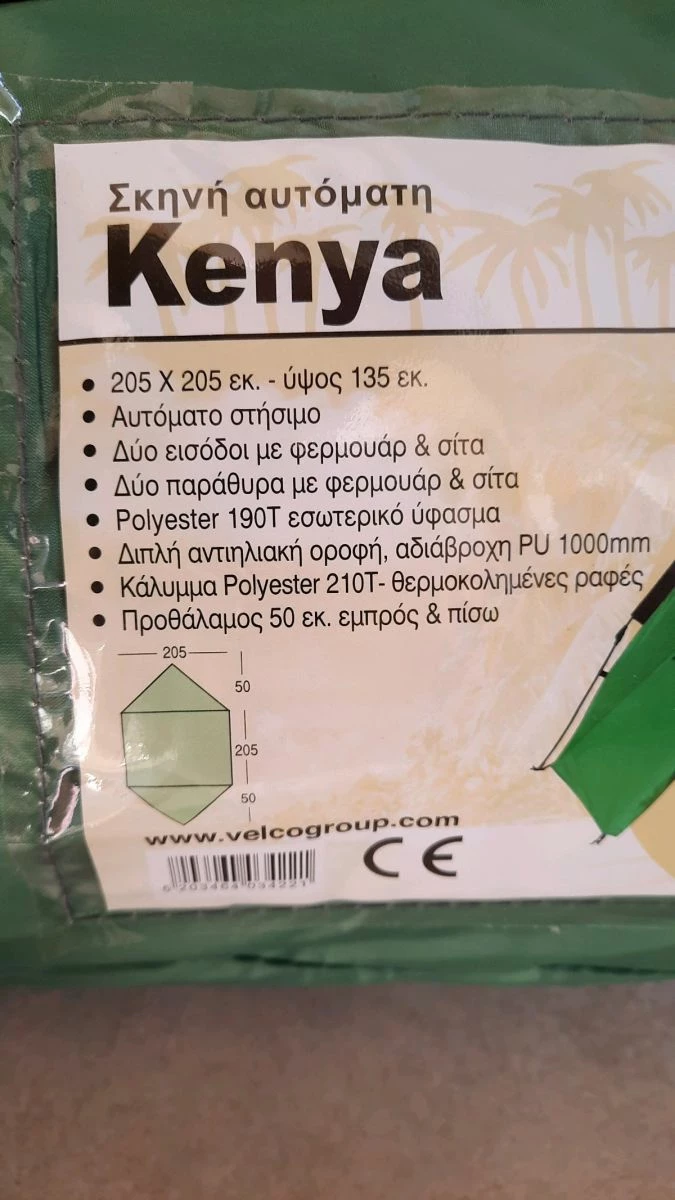 Σκηνή αυτόματη
Kenya
• 205 X 205 εκ. - ύψος 135 εκ.
• Αυτόματο στήσιμο
• Δύο εισόδοι με φερμουάρ & σίτα
• Δύο παράθυρα με φερμουάρ & σίτα
• Polyester 190T εσωτερικό ύφασμα
• Διπλή αντιηλιακή οροφή, αδιάβροχη PU 1000mm
• Κάλυμμα Polyester 210T- θερμοκολημένες ραφές
• Προθάλαμος 50 εκ. εμπρός & πίσω
205
50
205
50
www.velcogroup.com
CE